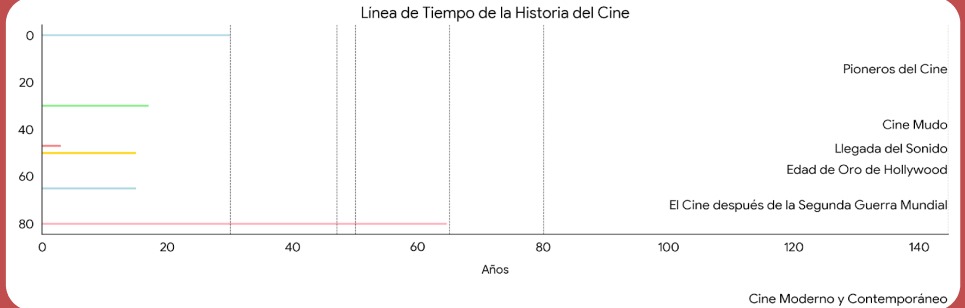 Línea de Tiempo de la Historia del Cine
0
20
40
60
80
Pioneros del Cine
Cine Mudo
Llegada del Sonido
Edad de Oro de Hollywood
El Cine después de la Segunda Guerra Mundial
0 20 40 60 80 100 120 140
Años
Cine Moderno y Contemporáneo